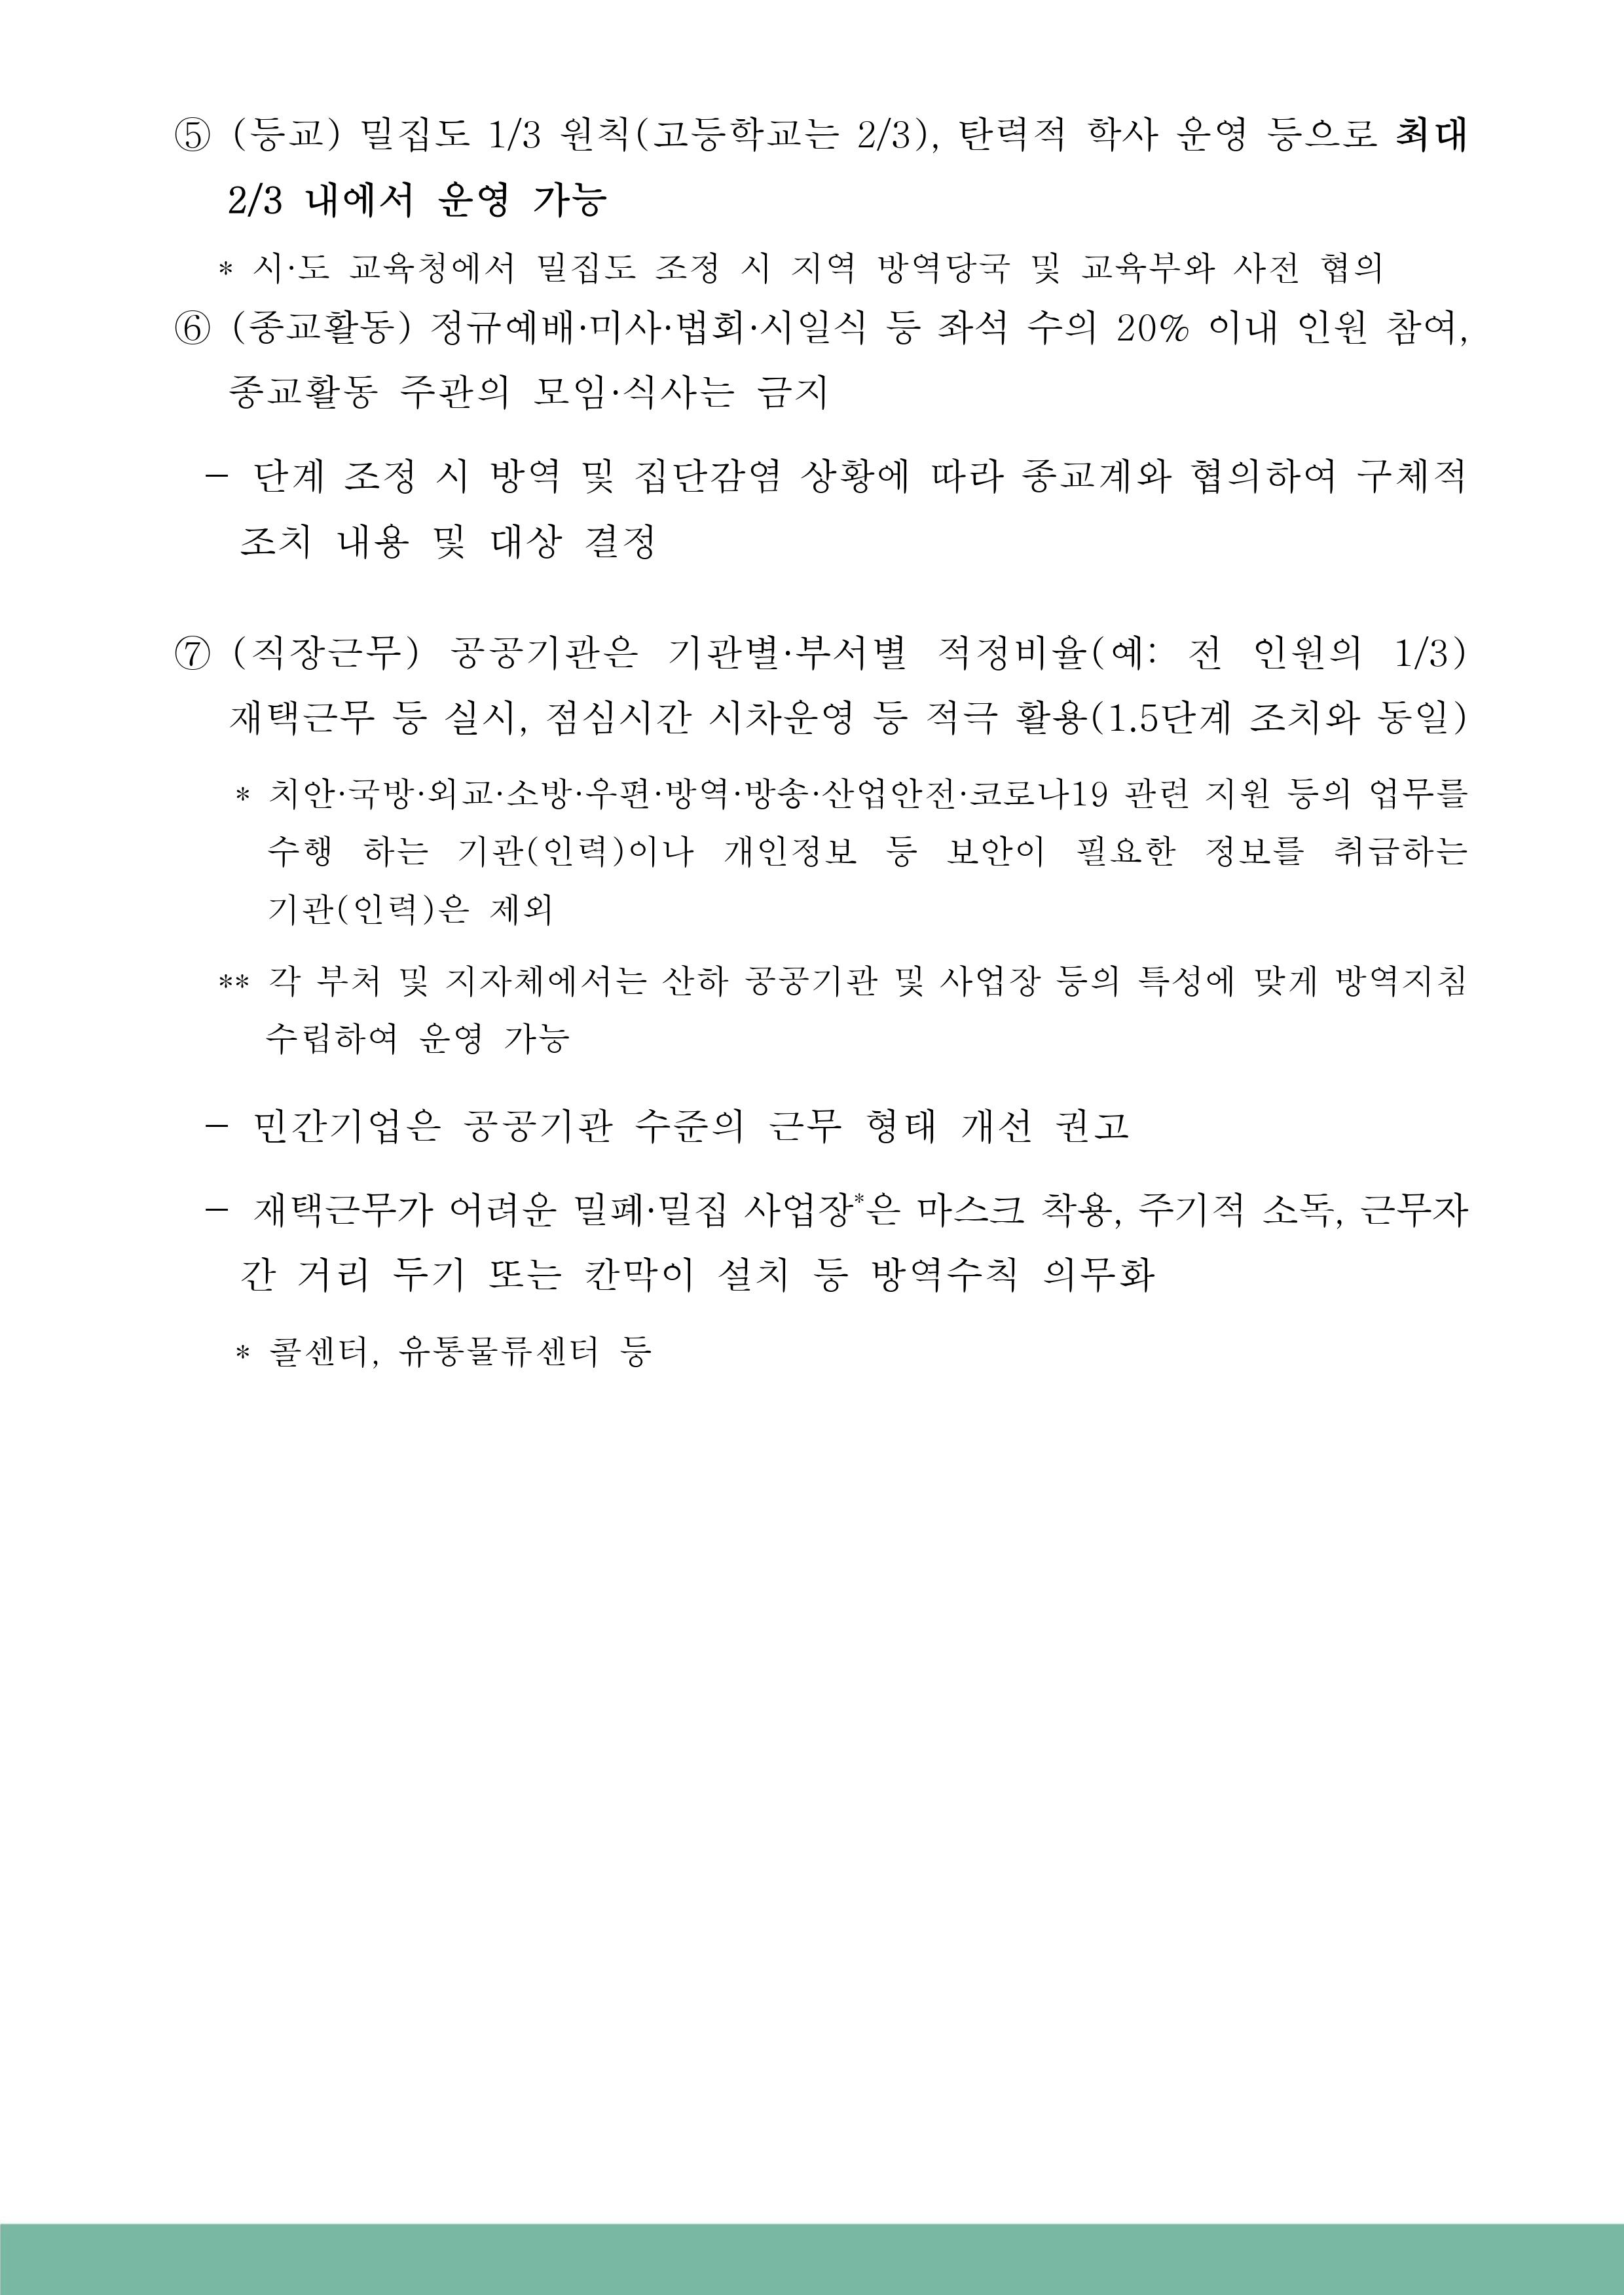 ⑤ (등교) 밀집도 1/3 원칙(고등학교는 2/3), 탄력적 학사 운영 등으로 최대
2/3 내에서 운영 가능
* 시·도 교육청에서 밀집도 조정 시 지역 방역당국 및 교육부와 사전 협의
⑥ (종교활동) 정규예배·미사·법회·시일식 등 좌석 수의 20% 이내 인원 참여,
종교활동 주관의 모임·식사는 금지
- 단계 조정 시 방역 및 집단감염 상황에 따라 종교계와 협의하여 구체적
조치 내용 및 대상 결정
⑦ (직장근무) 공공기관은 기관별·부서별 적정비율(예: 전 인원의 1/3)
재택근무 등 실시, 점심시간 시차운영 등 적극 활용(1.5단계 조치와 동일)
* 치안·국방·외교·소방·우편·방역·방송·산업안전·코로나19 관련 지원 등의 업무를
수행 하는 기관(인력)이나 개인정보 등 보안이 필요한 정보를 취급하는
기관(인력)은 제외
** 각 부처 및 지자체에서는 산하 공공기관 및 사업장 등의 특성에 맞게 방역지침
수립하여 운영 가능
- 민간기업은 공공기관 수준의 근무 형태 개선 권고
- 재택근무가 어려운 밀폐·밀집 사업장*은 마스크 착용, 주기적 소독, 근무자
간 거리 두기 또는 칸막이 설치 등 방역수칙 의무화
* 콜센터, 유통물류센터 등